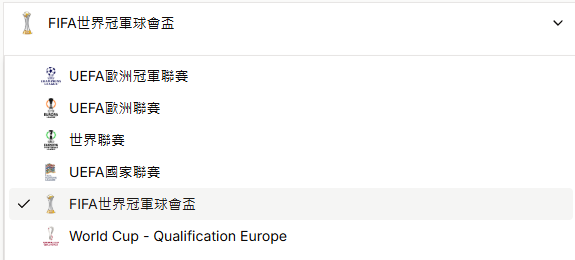 FIFA世界冠軍球會盃
UEFA歐洲冠軍聯賽
UEFA歐洲聯賽
世界聯賽
UEFA國家聯賽
FIFA世界冠軍球會盃
World Cup - Qualification Europe